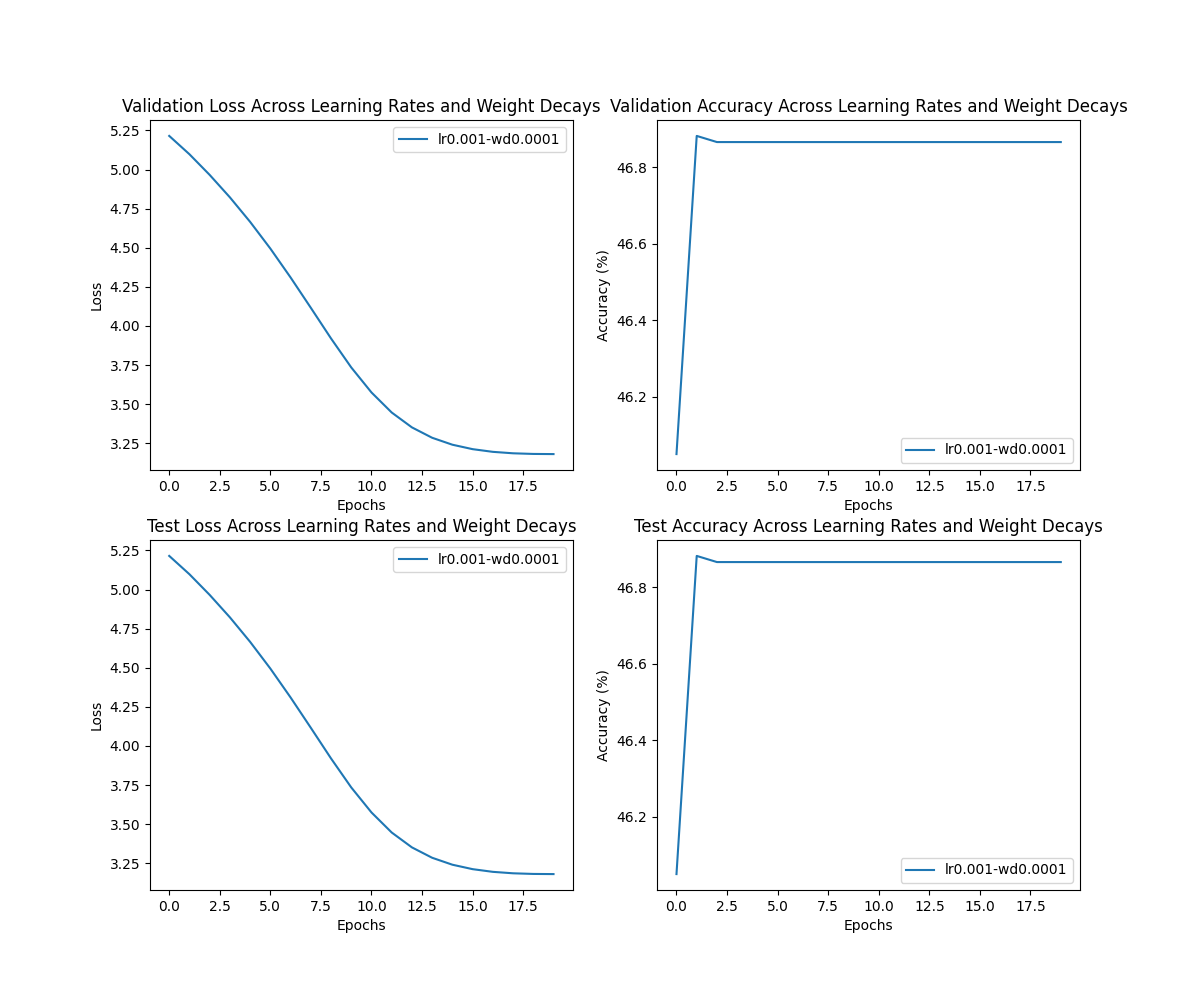 Validation Loss Across Learning Rates and Weight Decays
5.25
5.00
4.75
4.50
4.25
4.00
3.75
3.50
3.25
Loss
lr0.001-wd0.0001
0.0 2.5 5.0 7.5 10.0 12.5 15.0 17.5
Epochs
Validation Accuracy Across Learning Rates and Weight Decays
46.8
46.6
46.4
46.2
Accuracy (%)
lr0.001-wd0.0001
0.0 2.5 5.0 7.5 10.0 12.5 15.0 17.5
Epochs
Test Loss Across Learning Rates and Weight Decays
5.25
5.00
4.75
4.50
4.25
4.00
3.75
3.50
3.25
Loss
lr0.001-wd0.0001
0.0 2.5 5.0 7.5 10.0 12.5 15.0 17.5
Epochs
Test Accuracy Across Learning Rates and Weight Decays
46.8
46.6
46.4
46.2
Accuracy (%)
lr0.001-wd0.0001
0.0 2.5 5.0 7.5 10.0 12.5 15.0 17.5
Epochs